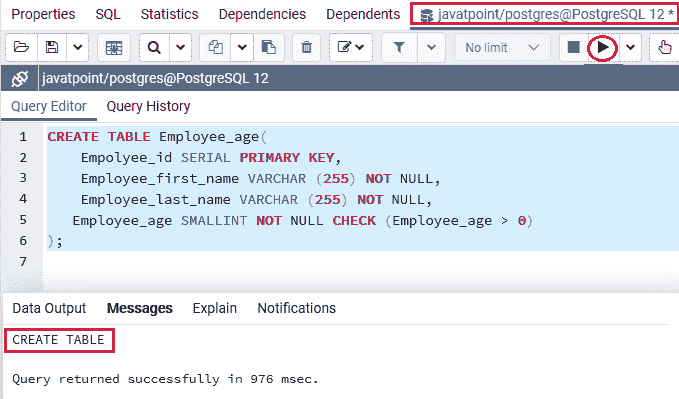 Properties SQL Statistics Dependencies Dependents javatpoint/postgres@PostgreSQL 12 *
No limit
javatpoint/postgres@PostgreSQL 12
Query Editor Query History
1 CREATE TABLE Employee_age(
2 Empolyee_id SERIAL PRIMARY KEY,
3 Employee_first_name VARCHAR (255) NOT NULL,
4 Employee_last_name VARCHAR (255) NOT NULL,
5 Employee_age SMALLINT NOT NULL CHECK (Employee_age > 0)
6 );
7
Data Output Messages Explain Notifications
CREATE TABLE
Query returned successfully in 976 msec.